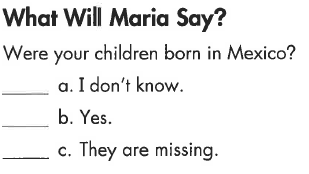 What Will Maria Say?
Were your children born in Mexico?
_____ a. I don't know.
_____ b. Yes.
_____ c. They are missing.